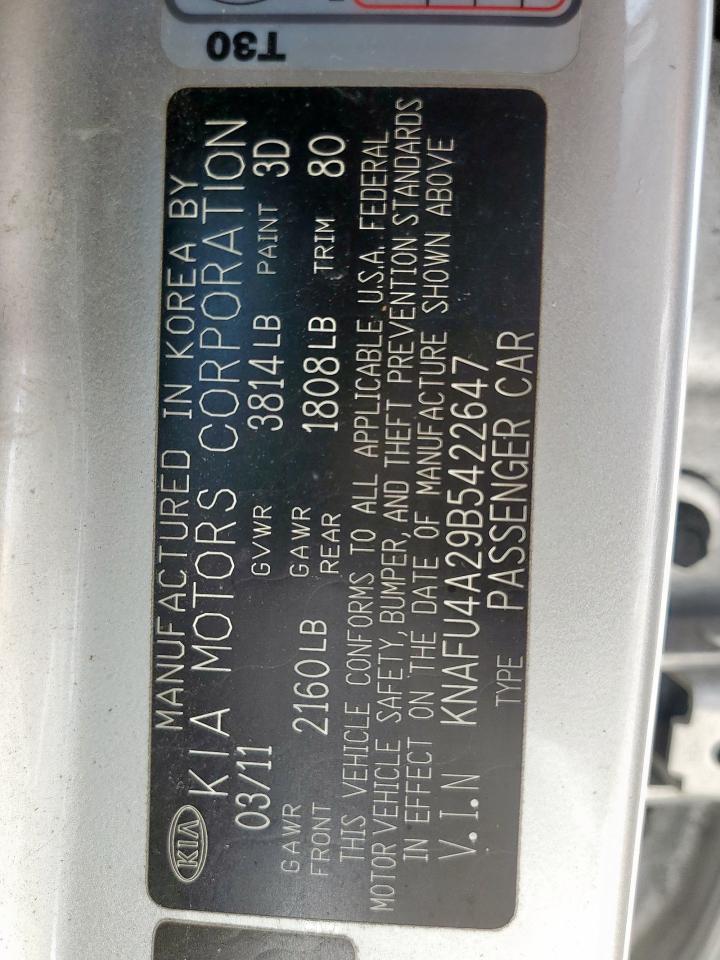 T30
KIA
MANUFACTURED IN KOREA BY
KIA MOTORS CORPORATION
03/11 GVWR 3814LB PAINT 3D
GAWR FRONT 2160LB GAWR REAR 1808LB TRIM 80
THIS VEHICLE CONFORMS TO ALL APPLICABLE U.S.A. FEDERAL
MOTOR VEHICLE SAFETY, BUMPER, AND THEFT PREVENTION STANDARDS
IN EFFECT ON THE DATE OF MANUFACTURE SHOWN ABOVE
V.I.N KNAFU4A29B5422647
TYPE PASSENGER CAR